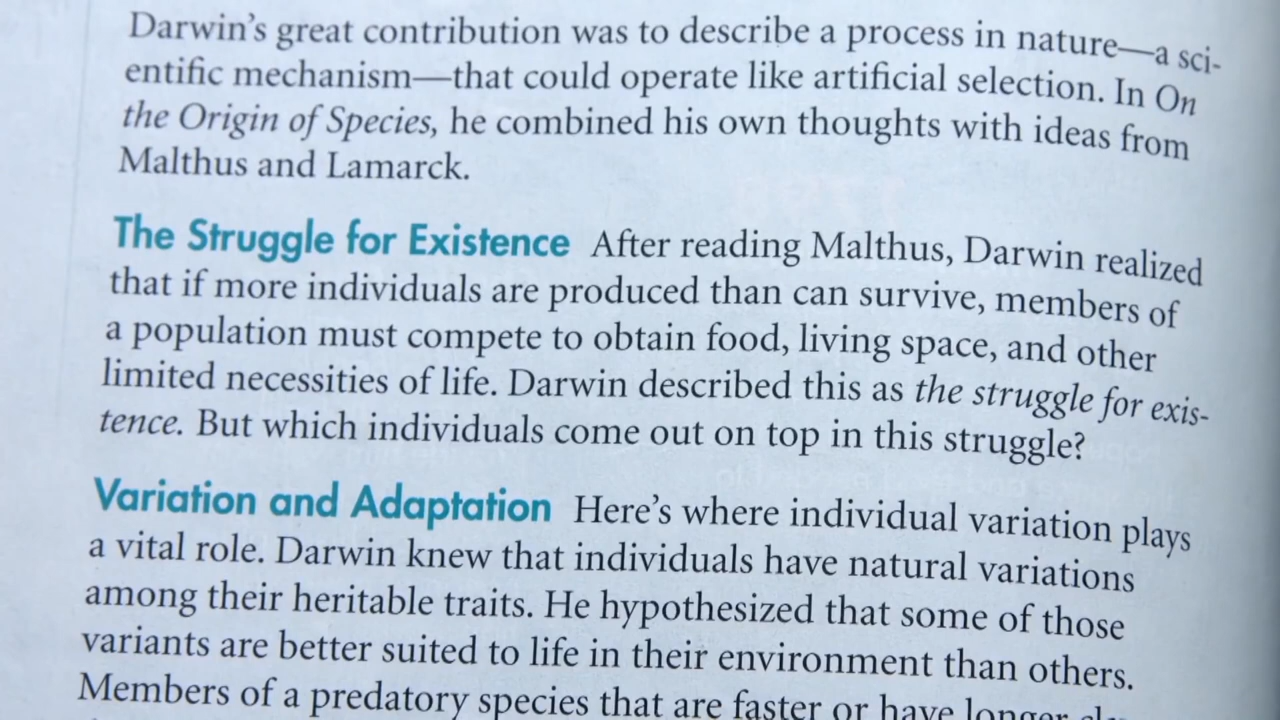 Darwin's great contribution was to describe a process in nature—a sci-
entific mechanism—that could operate like artificial selection. In On
the Origin of Species, he combined his own thoughts with ideas from
Malthus and Lamarck.
The Struggle for Existence After reading Malthus, Darwin realized
that if more individuals are produced than can survive, members of
a population must compete to obtain food, living space, and other
limited necessities of life. Darwin described this as the struggle for exis-
tence. But which individuals come out on top in this struggle?
Variation and Adaptation Here's where individual variation plays
a vital role. Darwin knew that individuals have natural variations
among their heritable traits. He hypothesized that some of those
variants are better suited to life in their environment than others.
Members of a predatory species that are faster or have longer